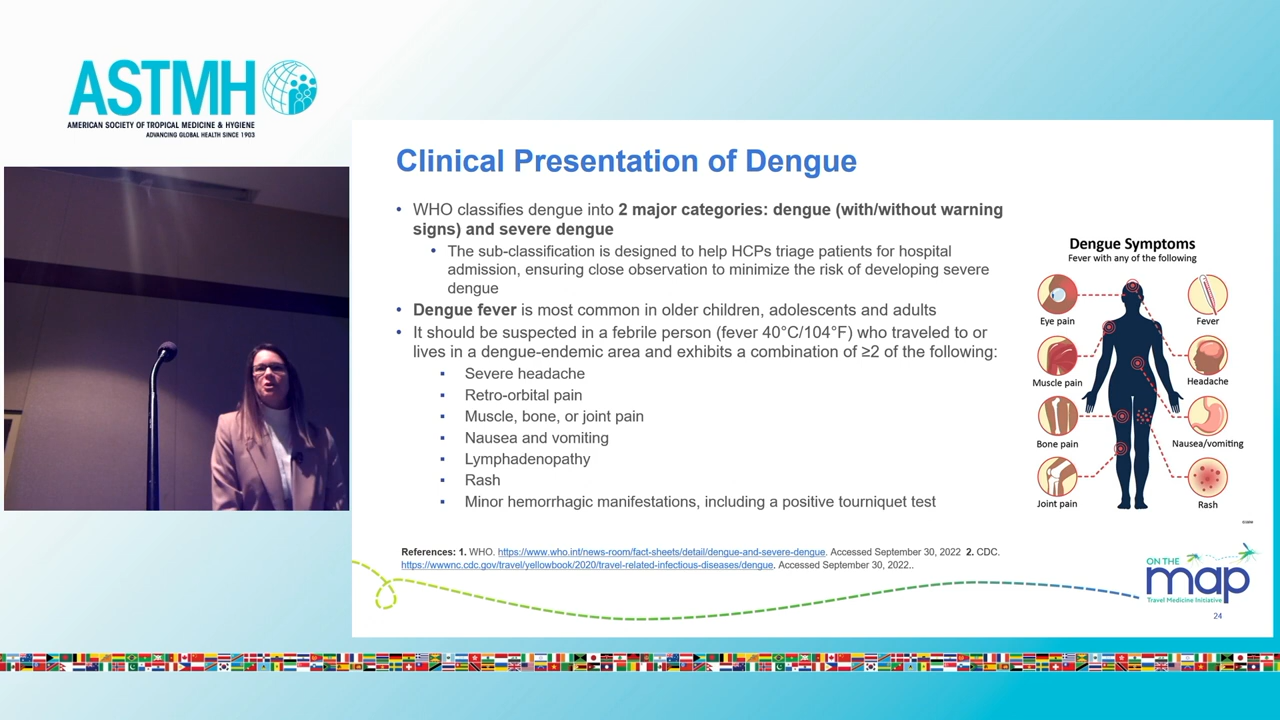 ASTMH
AMERICAN SOCIETY OF TROPICAL MEDICINE & HYGIENE
ADVANCING GLOBAL HEALTH SINCE 1903
Clinical Presentation of Dengue
• WHO classifies dengue into 2 major categories: dengue (with/without warning
signs) and severe dengue
• The sub-classification is designed to help HCPs triage patients for hospital
admission, ensuring close observation to minimize the risk of developing severe
dengue
• Dengue fever is most common in older children, adolescents and adults
• It should be suspected in a febrile person (fever 40°C/104°F) who traveled to or
lives in a dengue-endemic area and exhibits a combination of ≥2 of the following:
▪ Severe headache
▪ Retro-orbital pain
▪ Muscle, bone, or joint pain
▪ Nausea and vomiting
▪ Lymphadenopathy
▪ Rash
▪ Minor hemorrhagic manifestations, including a positive tourniquet test
Dengue Symptoms
Fever with any of the following
Eye pain
Fever
Muscle pain
Headache
Bone pain
Nausea/vomiting
Joint pain
Rash
References: 1. WHO. https://www.who.int/news-room/fact-sheets/detail/dengue-and-severe-dengue. Accessed September 30, 2022 2. CDC.
https://wwwnc.cdc.gov/travel/yellowbook/2020/travel-related-infectious-diseases/dengue. Accessed September 30, 2022..
ON THE
map
Travel Medicine Initiative
24